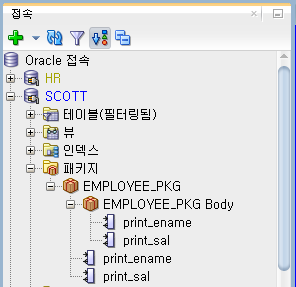 접속
Oracle 접속
HR
SCOTT
테이블(필터링됨)
뷰
인덱스
패키지
EMPLOYEE_PKG
EMPLOYEE_PKG Body
print_ename
print_sal
print_ename
print_sal